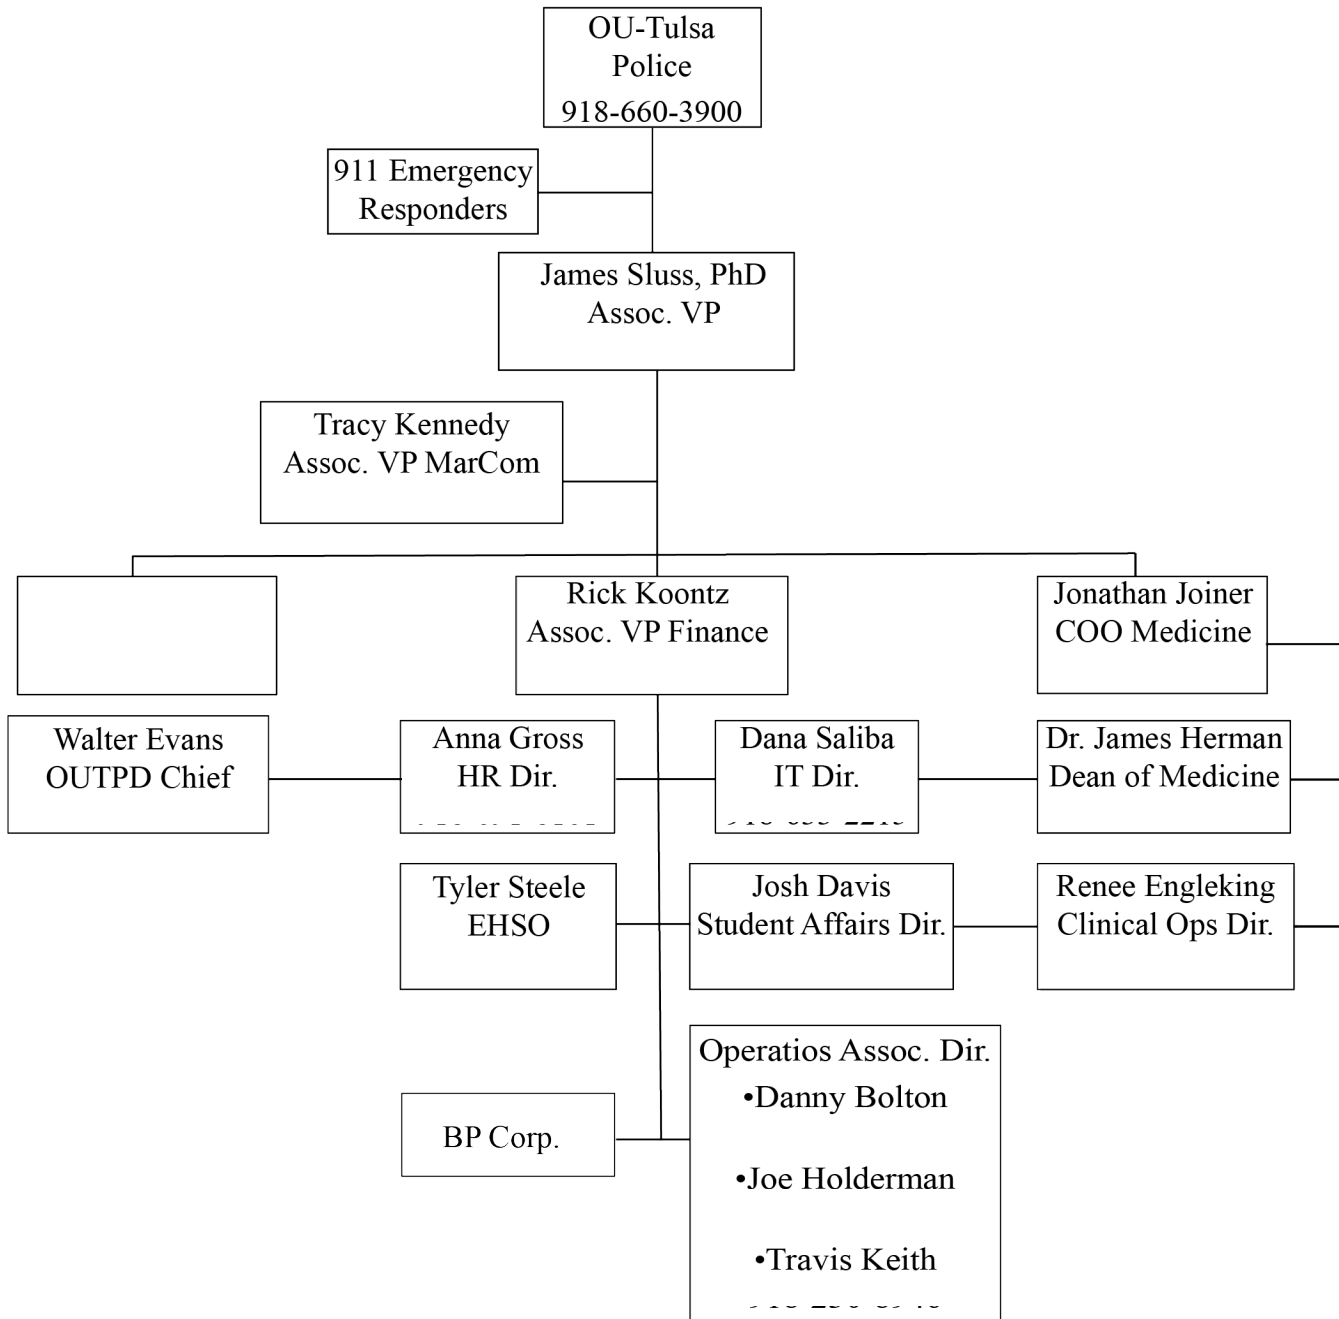 OU-Tulsa
Police
918-660-3900
911 Emergency
Responders
James Sluss, PhD
Assoc. VP
Tracy Kennedy
Assoc. VP MarCom
Rick Koontz
Assoc. VP Finance
Jonathan Joiner
COO Medicine
Walter Evans
OUTPD Chief
Anna Gross
HR Dir.
Dana Saliba
IT Dir.
Dr. James Herman
Dean of Medicine
Tyler Steele
EHSO
Josh Davis
Student Affairs Dir.
Renee Engleking
Clinical Ops Dir.
BP Corp.
Operatios Assoc. Dir.
•Danny Bolton
•Joe Holderman
•Travis Keith